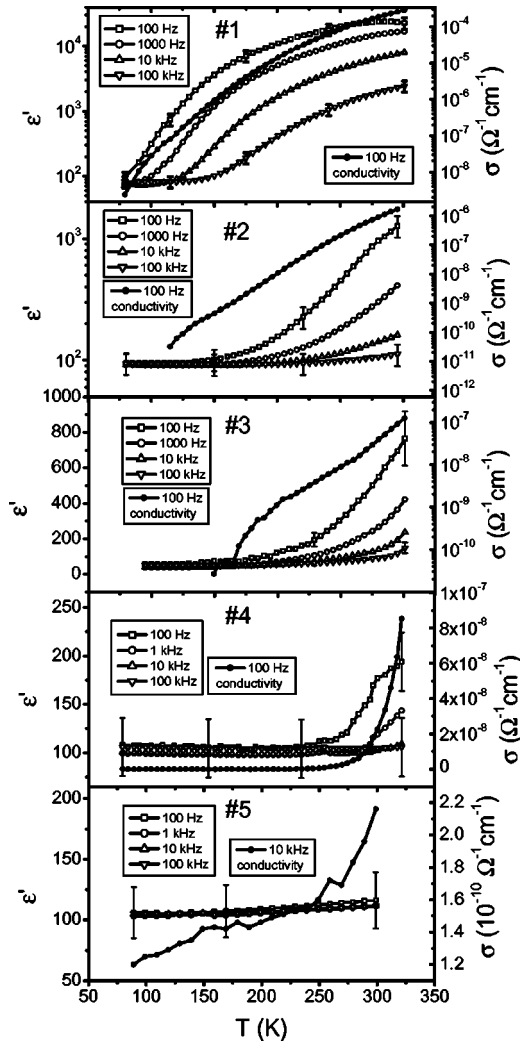 #1
100 Hz
1000 Hz
10 kHz
100 kHz
10⁴
10³
10²
ε'
10⁻⁴
10⁻⁵
10⁻⁶
10⁻⁷
10⁻⁸
σ (Ω⁻¹cm⁻¹)
100 Hz
conductivity
#2
100 Hz
1000 Hz
10 kHz
100 kHz
100 Hz
conductivity
10³
10²
ε'
10⁻⁶
10⁻⁷
10⁻⁸
10⁻⁹
10⁻¹⁰
10⁻¹¹
10⁻¹²
σ (Ω⁻¹cm⁻¹)
#3
100 Hz
1000 Hz
10 kHz
100 kHz
100 Hz
conductivity
1000
800
600
400
200
0
ε'
10⁻⁷
10⁻⁸
10⁻⁹
10⁻¹⁰
σ (Ω⁻¹cm⁻¹)
#4
100 Hz
1 kHz
10 kHz
100 kHz
100 Hz
conductivity
250
200
150
100
ε'
1x10⁻⁷
8x10⁻⁸
6x10⁻⁸
4x10⁻⁸
2x10⁻⁸
0
σ (Ω⁻¹cm⁻¹)
#5
100 Hz
1 kHz
10 kHz
100 kHz
10 kHz
conductivity
200
150
100
50
ε'
2.2
2.0
1.8
1.6
1.4
1.2
σ (10⁻¹⁰ Ω⁻¹cm⁻¹)
50 100 150 200 250 300 350
T (K)